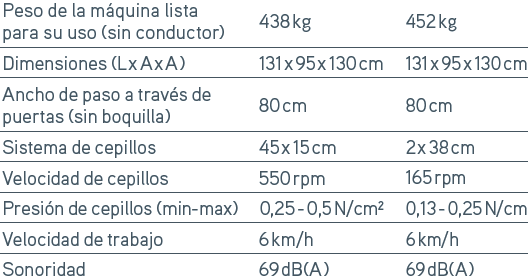 Peso de la máquina lista
para su uso (sin conductor) 438 kg 452 kg
Dimensiones (L x A x A) 131 x 95 x 130 cm 131 x 95 x 130 cm
Ancho de paso a través de
puertas (sin boquilla) 80 cm 80 cm
Sistema de cepillos 45 x 15 cm 2 x 38 cm
Velocidad de cepillos 550 rpm 165 rpm
Presión de cepillos (min-max) 0,25 - 0,5 N/cm² 0,13 - 0,25 N/cm
Velocidad de trabajo 6 km/h 6 km/h
Sonoridad 69 dB(A) 69 dB(A)